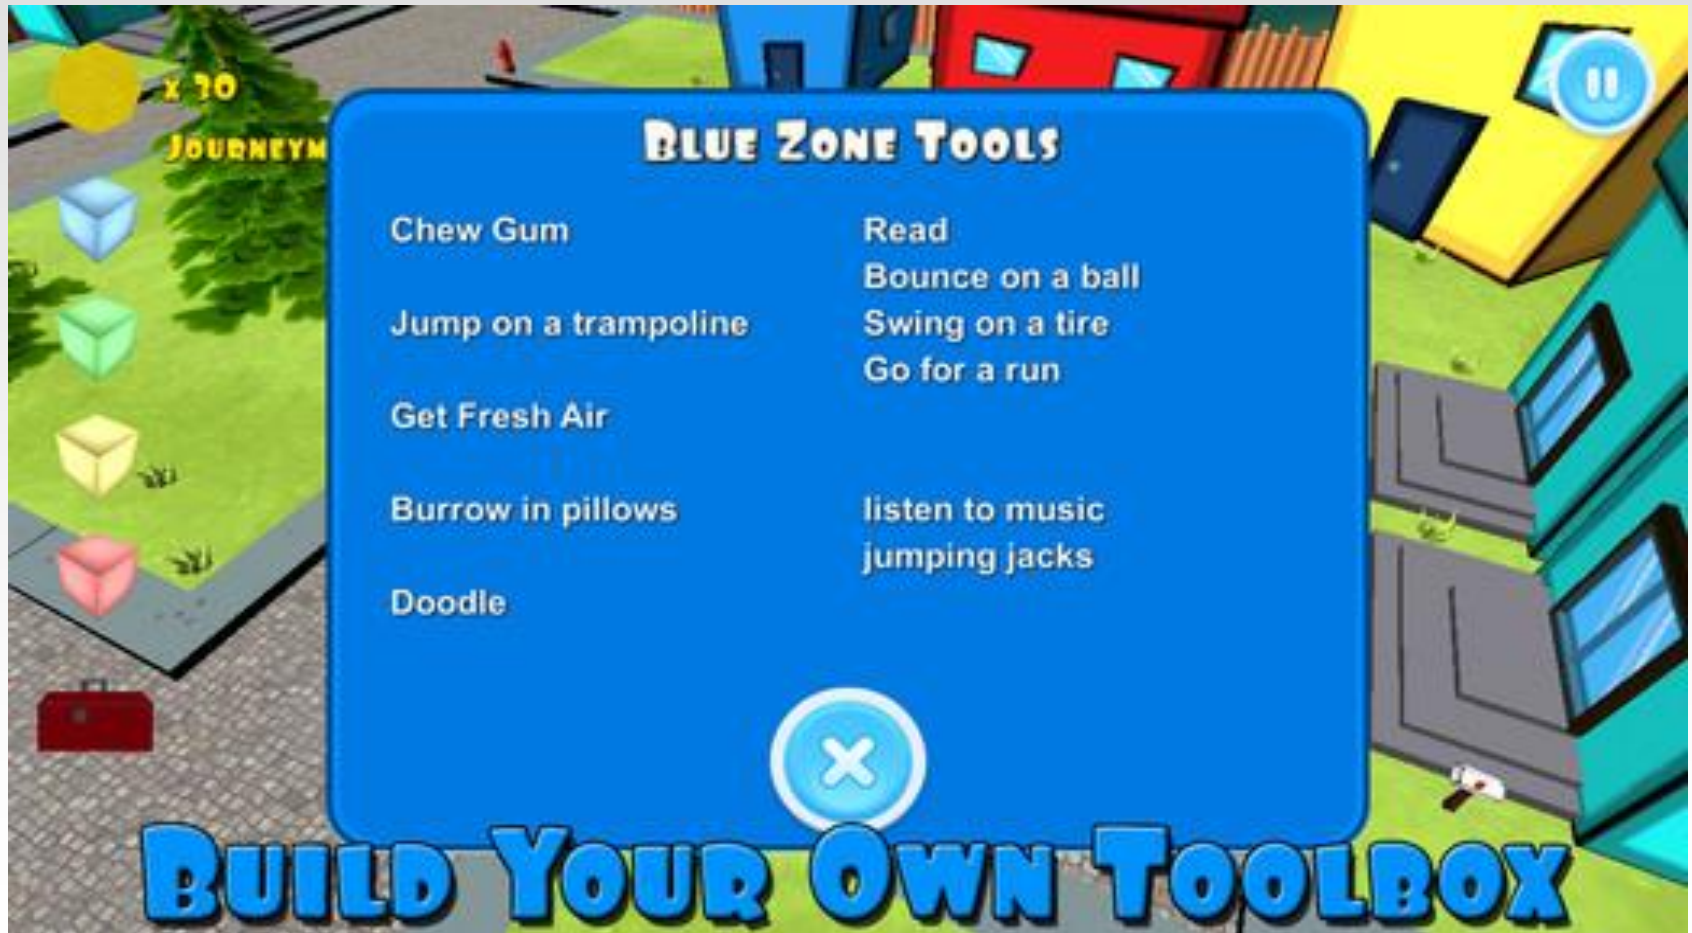 x 30
JOURNEYM
BLUE ZONE TOOLS
Chew Gum
Jump on a trampoline
Get Fresh Air
Burrow in pillows
Doodle
Read
Bounce on a ball
Swing on a tire
Go for a run
listen to music
jumping jacks
BUILD YOUR OWN TOOLBOX